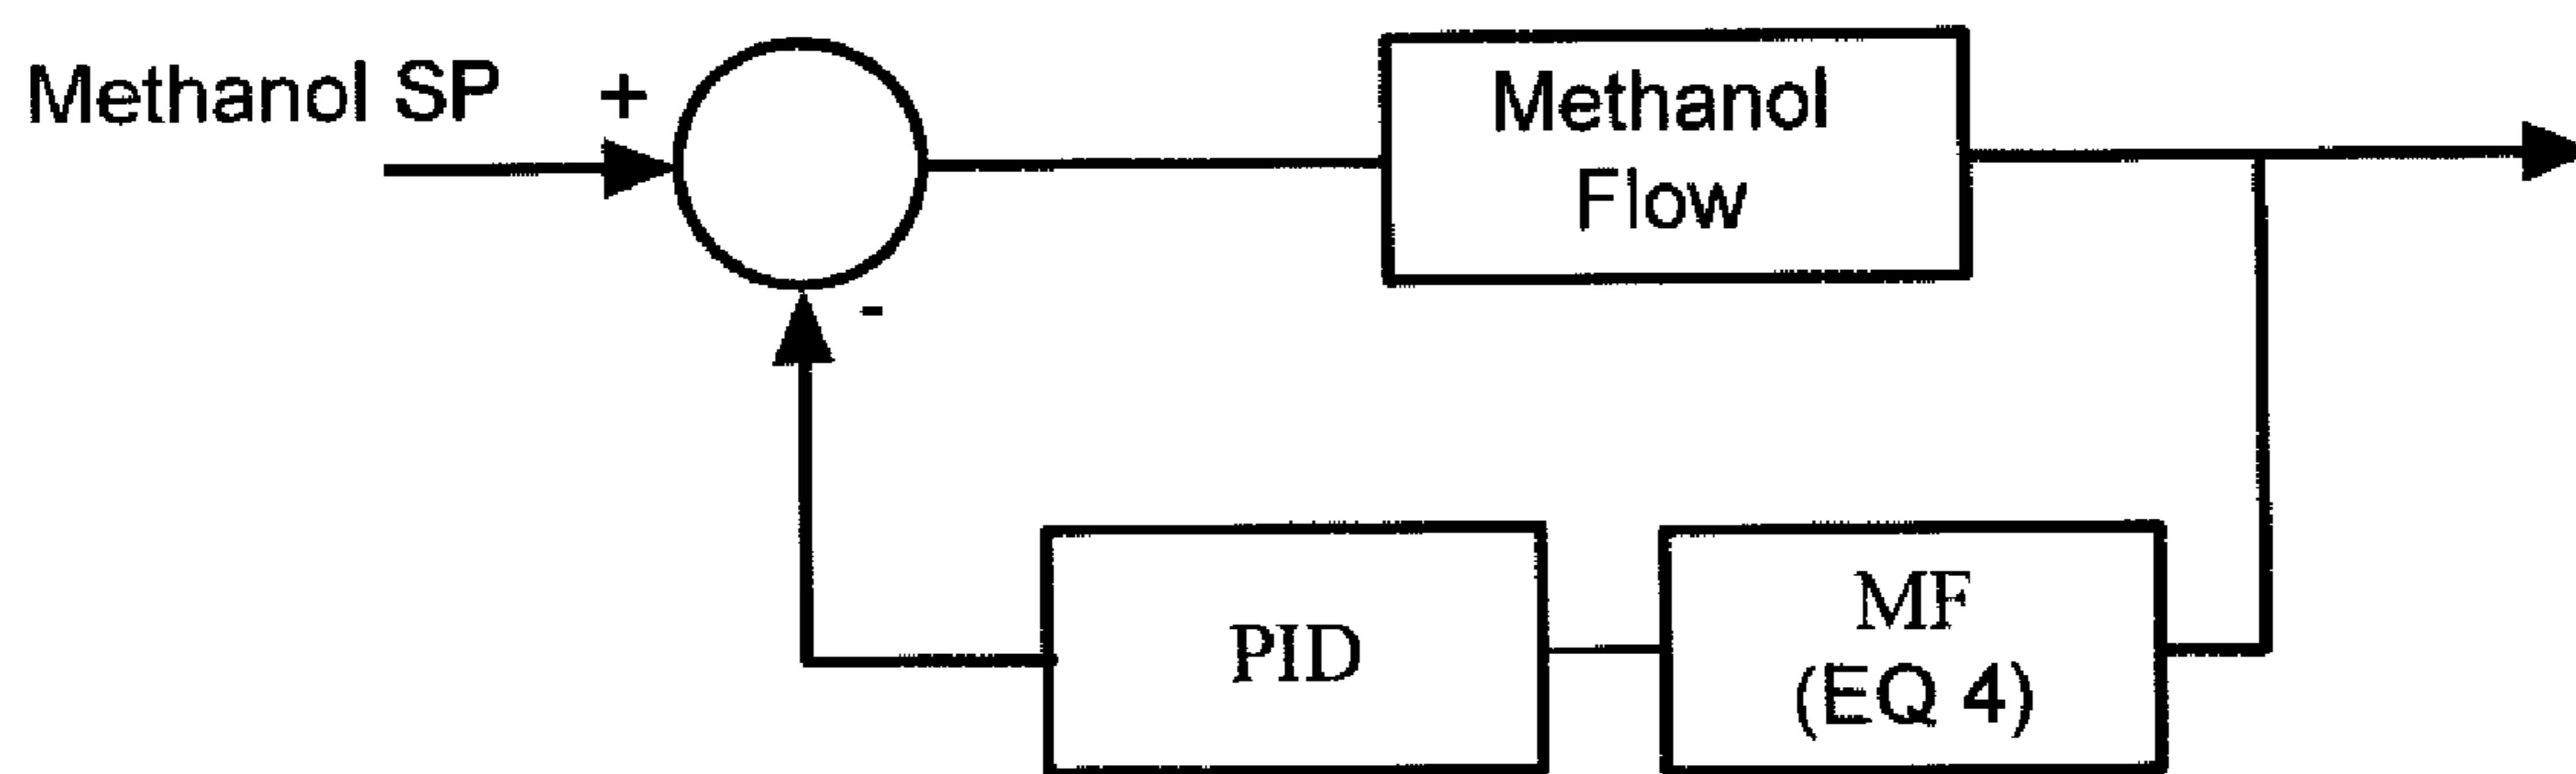 Methanol SP
+
Methanol
Flow
-
PID
MF
(EQ 4)